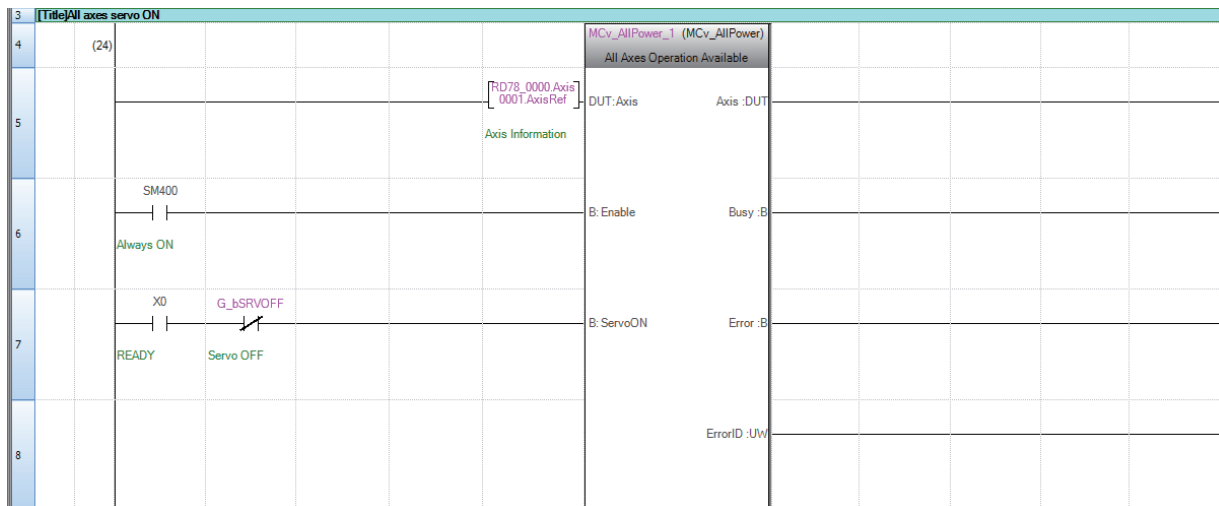 3 [Title]All axes servo ON
4 (24) MCv_AllPower_1 (MCv_AllPower)
All Axes Operation Available
RD78_0000.Axis
0001.AxisRef
5 DUT:Axis Axis :DUT
Axis Information
SM400
6 B: Enable Busy :B
Always ON
X0 G_bSRVOFF
7 B: ServoON Error :B
READY Servo OFF
ErrorID :UW
8